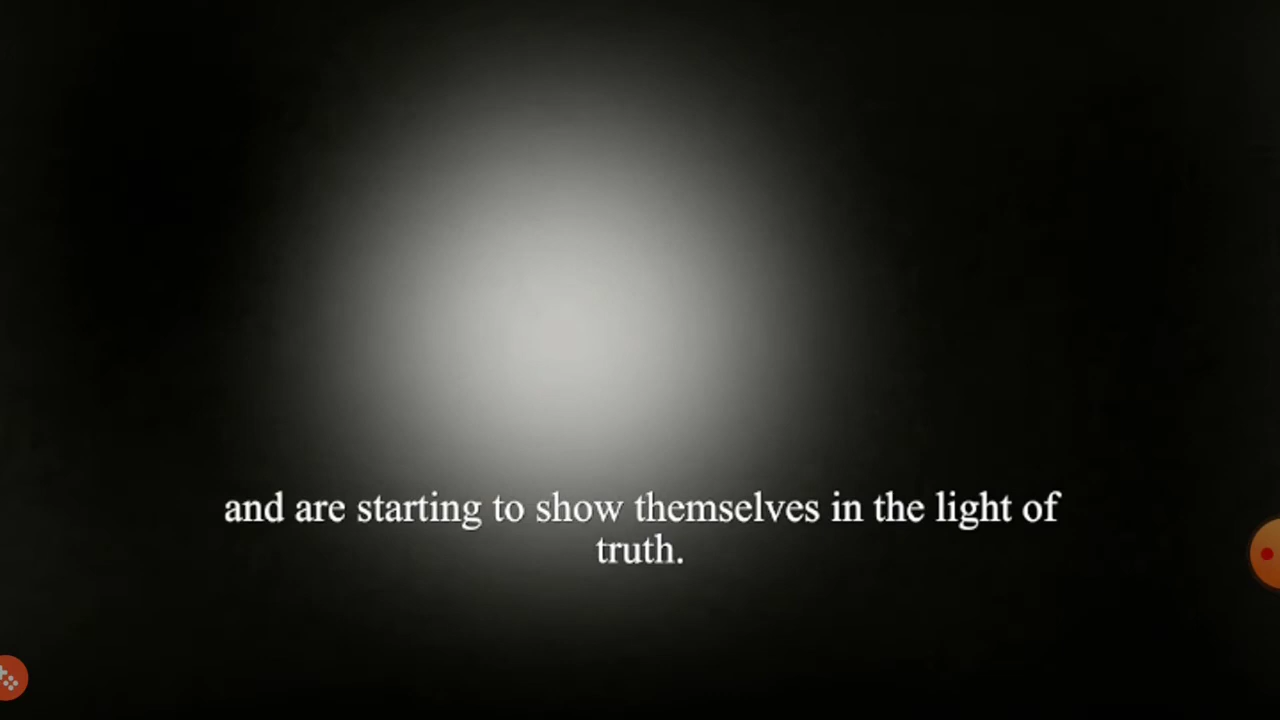 and are starting to show themselves in the light of
truth.